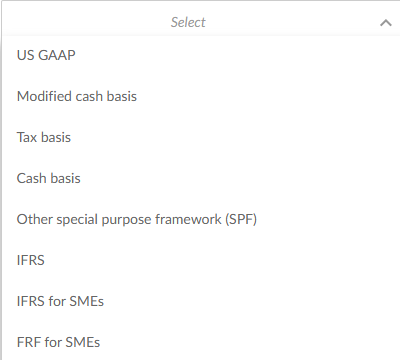 Select
US GAAP
Modified cash basis
Tax basis
Cash basis
Other special purpose framework (SPF)
IFRS
IFRS for SMEs
FRF for SMEs